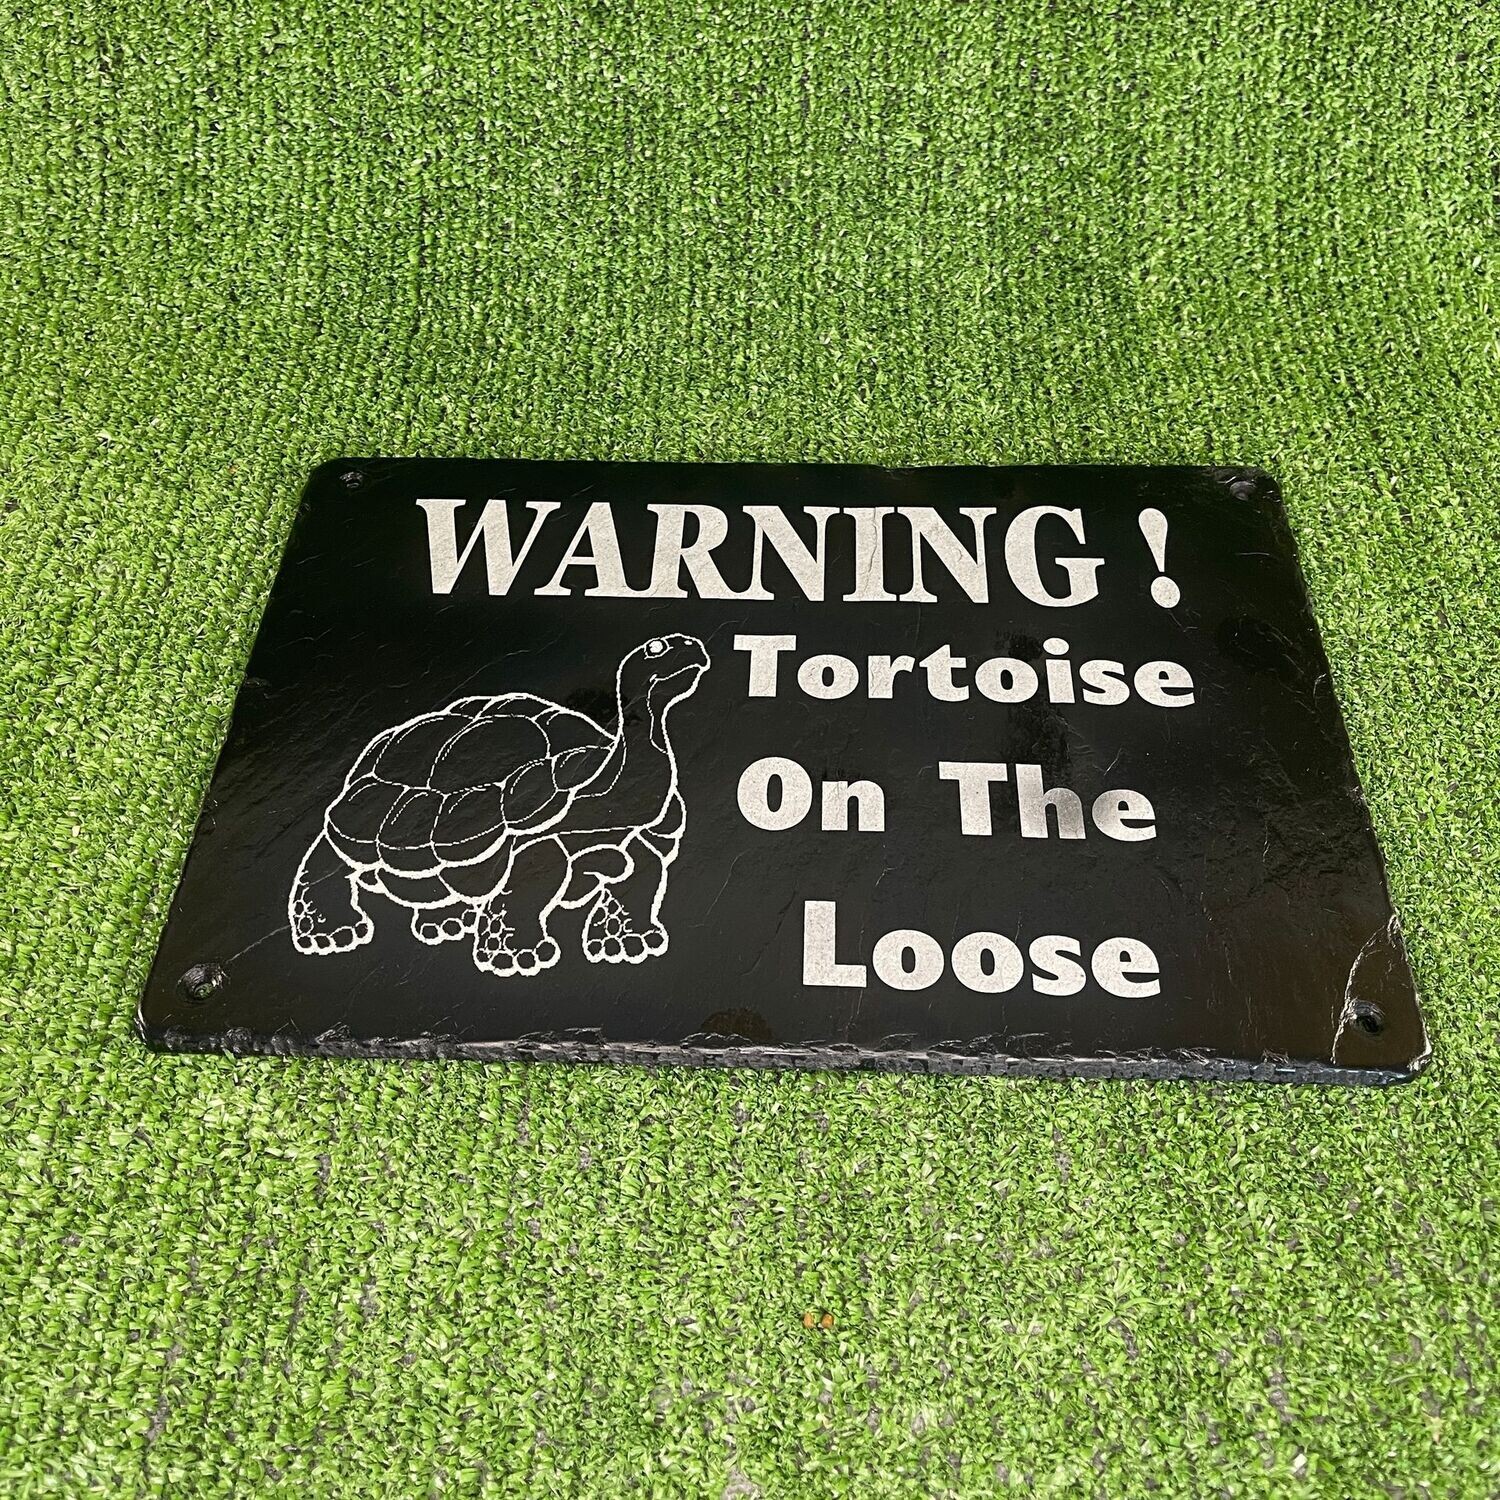 WARNING !
Tortoise
On The
Loose